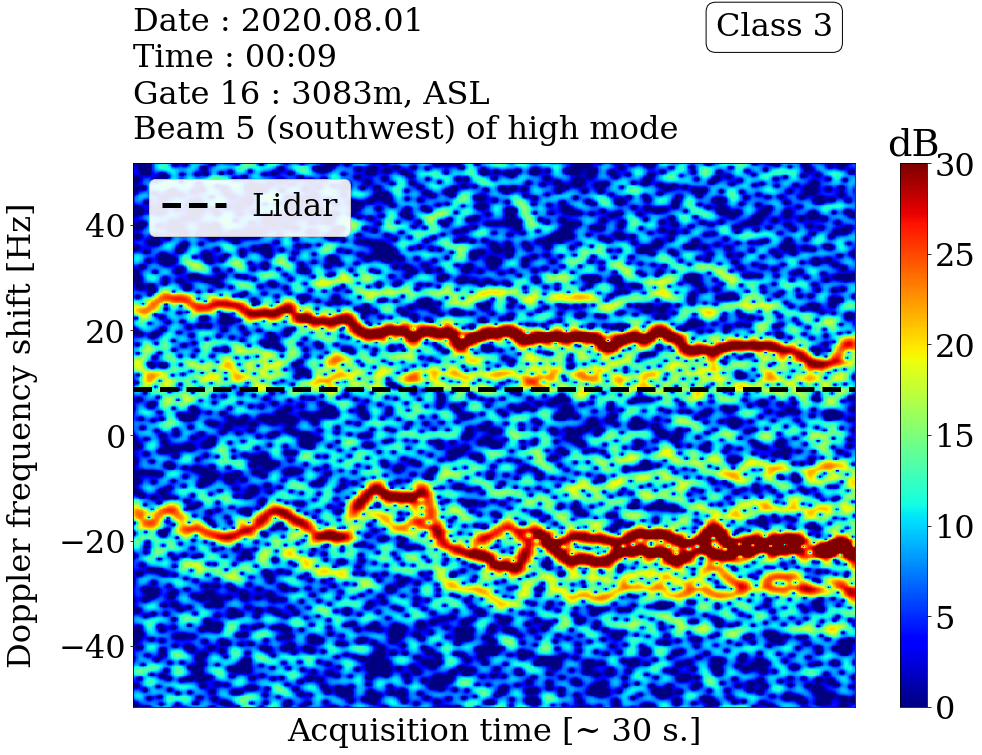 Date : 2020.08.01
Time : 00:09
Gate 16 : 3083m, ASL
Beam 5 (southwest) of high mode
Class 3
dB
Lidar
Doppler frequency shift [Hz]
40
20
0
−20
−40
30
25
20
15
10
5
0
Acquisition time [~ 30 s.]